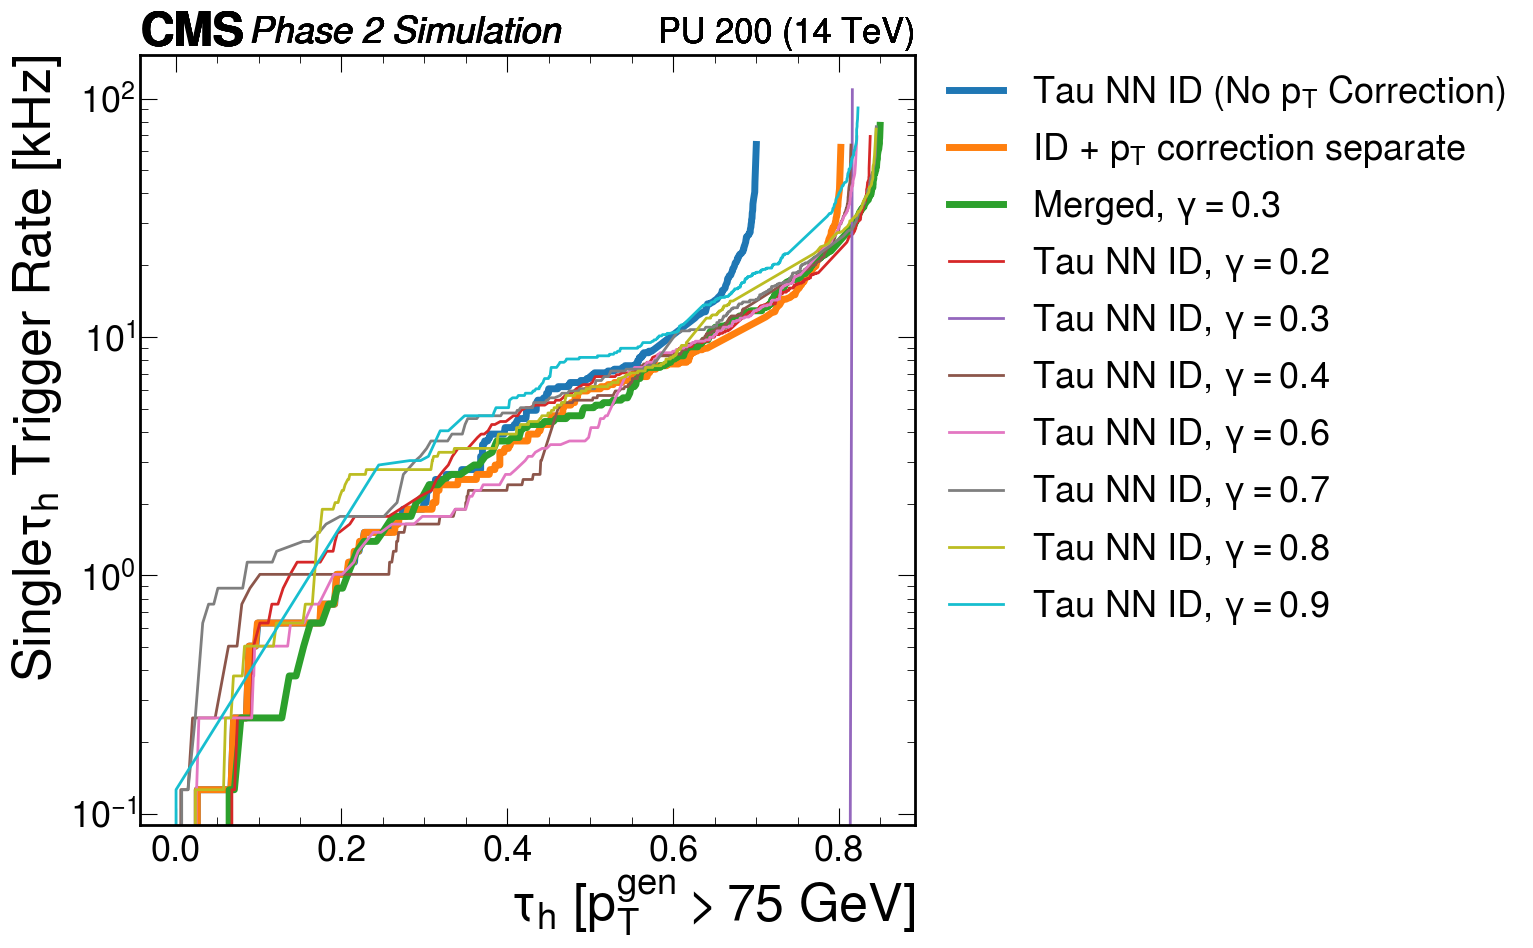 CMS Phase 2 Simulation PU 200 (14 TeV)
Single τh Trigger Rate [kHz]
10²
10¹
10⁰
10⁻¹
0.0 0.2 0.4 0.6 0.8
τh [pTgen > 75 GeV]
Tau NN ID (No pT Correction)
ID + pT correction separate
Merged, γ = 0.3
Tau NN ID, γ = 0.2
Tau NN ID, γ = 0.3
Tau NN ID, γ = 0.4
Tau NN ID, γ = 0.6
Tau NN ID, γ = 0.7
Tau NN ID, γ = 0.8
Tau NN ID, γ = 0.9